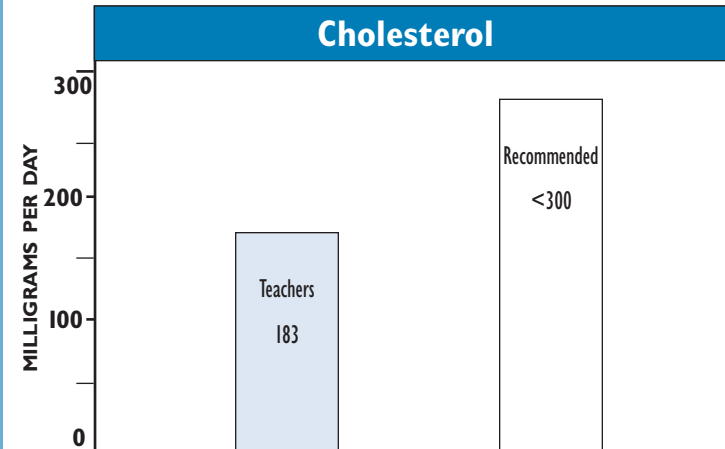 Cholesterol
MILLIGRAMS PER DAY
300
200
100
0
Teachers
183
Recommended
<300